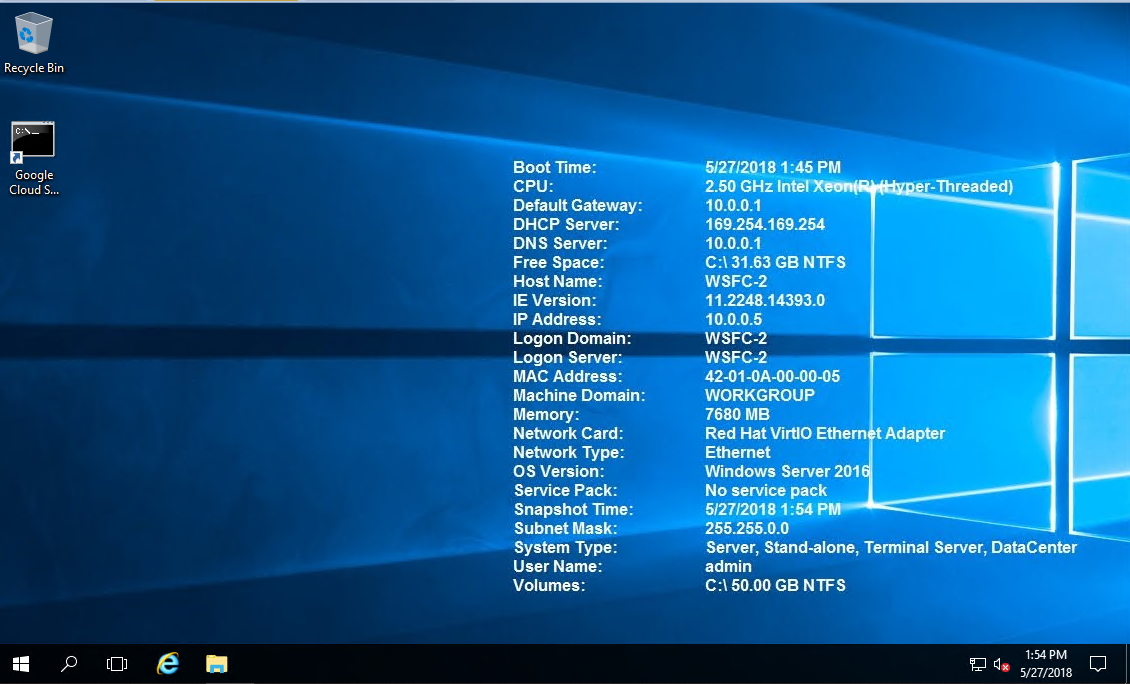 Recycle Bin
C:\_
Google
Cloud S...
Boot Time: 5/27/2018 1:45 PM
CPU: 2.50 GHz Intel Xeon(R) (Hyper-Threaded)
Default Gateway: 10.0.0.1
DHCP Server: 169.254.169.254
DNS Server: 10.0.0.1
Free Space: C:\ 31.63 GB NTFS
Host Name: WSFC-2
IE Version: 11.2248.14393.0
IP Address: 10.0.0.5
Logon Domain: WSFC-2
Logon Server: WSFC-2
MAC Address: 42-01-0A-00-00-05
Machine Domain: WORKGROUP
Memory: 7680 MB
Network Card: Red Hat VirtIO Ethernet Adapter
Network Type: Ethernet
OS Version: Windows Server 2016
Service Pack: No service pack
Snapshot Time: 5/27/2018 1:54 PM
Subnet Mask: 255.255.0.0
System Type: Server, Stand-alone, Terminal Server, DataCenter
User Name: admin
Volumes: C:\ 50.00 GB NTFS
1:54 PM
5/27/2018